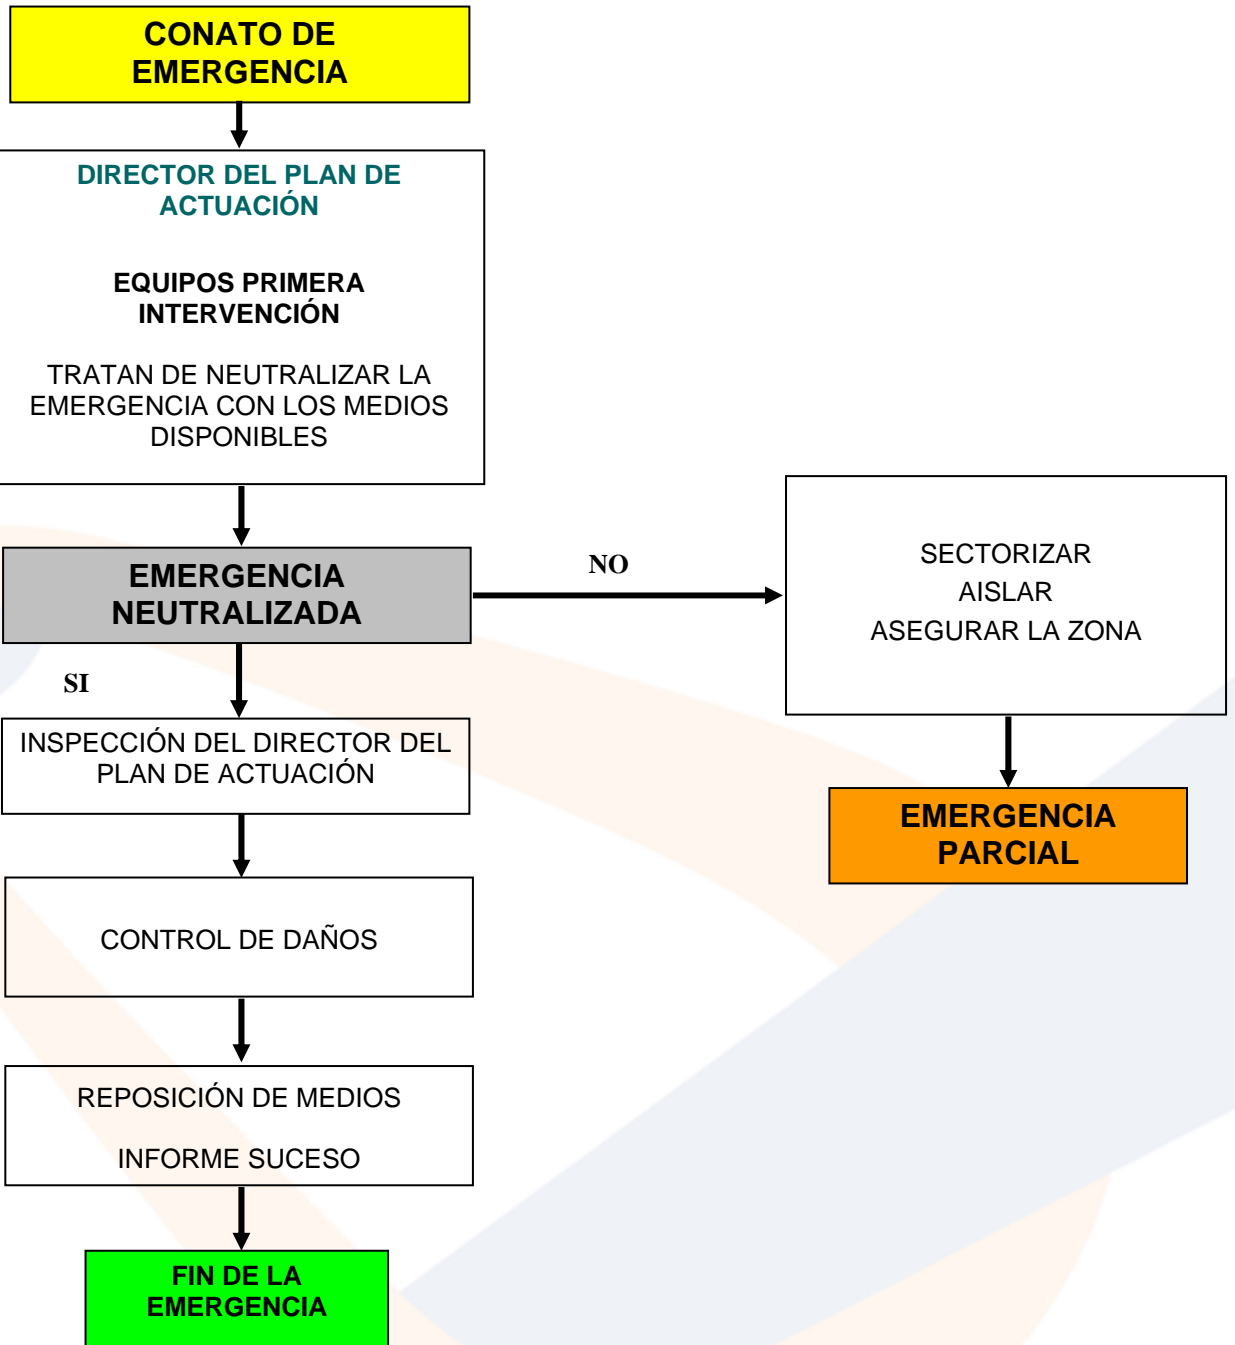 CONATO DE
EMERGENCIA
DIRECTOR DEL PLAN DE
ACTUACIÓN
EQUIPOS PRIMERA
INTERVENCIÓN
TRATAN DE NEUTRALIZAR LA
EMERGENCIA CON LOS MEDIOS
DISPONIBLES
EMERGENCIA
NEUTRALIZADA
NO
SECTORIZAR
AISLAR
ASEGURAR LA ZONA
SI
INSPECCIÓN DEL DIRECTOR DEL
PLAN DE ACTUACIÓN
EMERGENCIA
PARCIAL
CONTROL DE DAÑOS
REPOSICIÓN DE MEDIOS
INFORME SUCESO
FIN DE LA
EMERGENCIA